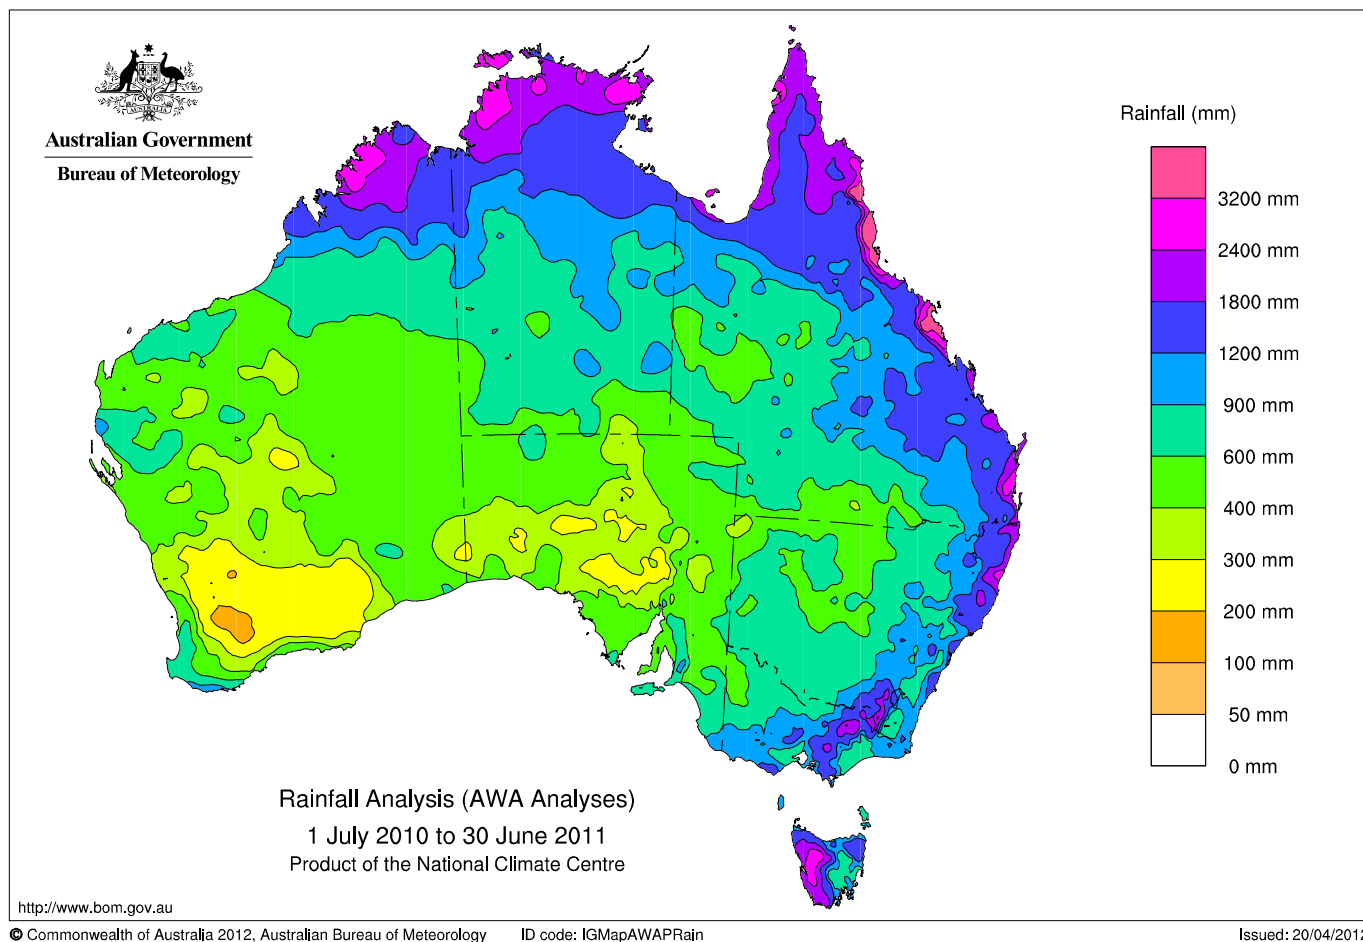 AUSTRALIA
Australian Government
Bureau of Meteorology
Rainfall (mm)
3200 mm
2400 mm
1800 mm
1200 mm
900 mm
600 mm
400 mm
300 mm
200 mm
100 mm
50 mm
0 mm
Rainfall Analysis (AWA Analyses)
1 July 2010 to 30 June 2011
Product of the National Climate Centre
http://www.bom.gov.au
© Commonwealth of Australia 2012, Australian Bureau of Meteorology ID code: IGMapAWAPRain Issued: 20/04/2012